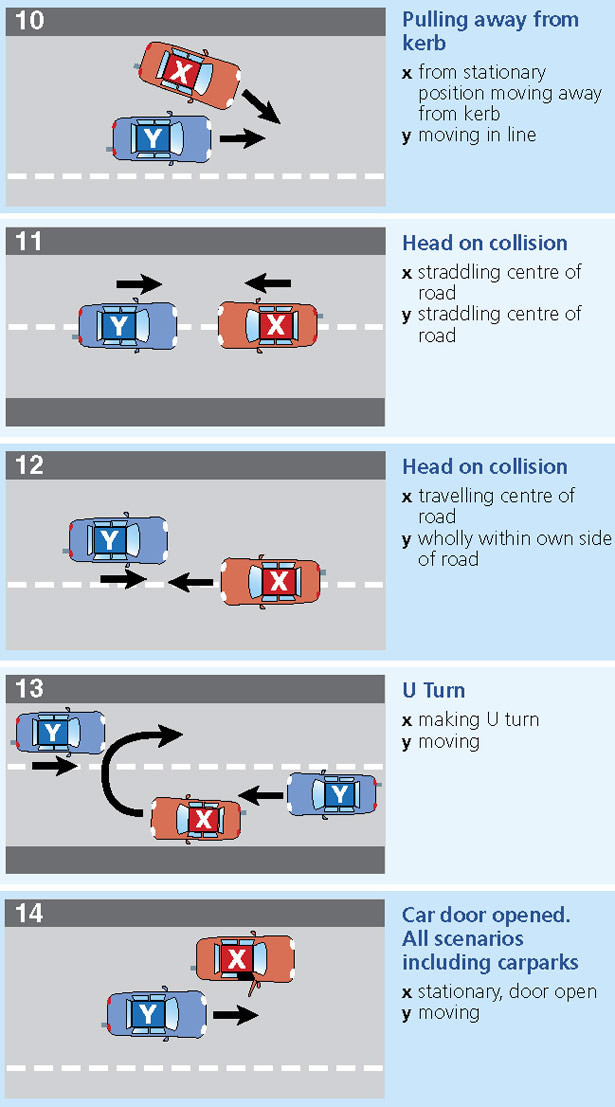 10
Pulling away from
kerb
x from stationary
position moving away
from kerb
y moving in line
X
Y
11
Head on collision
x straddling centre of
road
y straddling centre of
road
Y
X
12
Head on collision
x travelling centre of
road
y wholly within own side
of road
Y
X
13
U Turn
x making U turn
y moving
Y
Y
X
14
Car door opened.
All scenarios
including carparks
x stationary, door open
y moving
X
Y